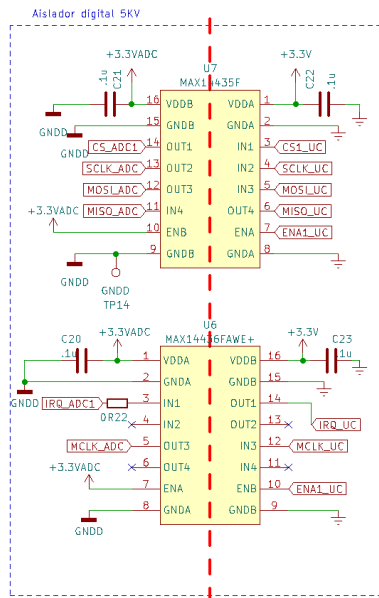 Aislador digital 5KV
+3.3VADC +3.3V
.1u C21 U7 C22 .1u
MAX14435F
GNDD 16 VDDB VDDA 1
15 GNDB GNDA 2
GNDD
CS_ADC1 14 OUT1 IN1 3 CS1_UC
SCLK_ADC 13 OUT2 IN2 4 SCLK_UC
MOSI_ADC 12 OUT3 IN3 5 MOSI_UC
MISO_ADC 11 IN4 OUT4 6 MISO_UC
+3.3VADC 10 ENB ENA 7 ENA1_UC
9 GNDB GNDA 8
GNDD GNDD
TP14
U6
C20 +3.3VADC +3.3V C23
.1u MAX14436FAWE+ .1u
1 VDDA VDDB 16
2 GNDA GNDB 15
GNDD IRQ_ADC1 3 IN1 OUT1 14
0R22
4 IN2 OUT2 13 IRQ_UC
MCLK_ADC 5 OUT3 IN3 12 MCLK_UC
6 OUT4 IN4 11
+3.3VADC 7 ENA ENB 10 ENA1_UC
8 GNDA GNDB 9
GNDD